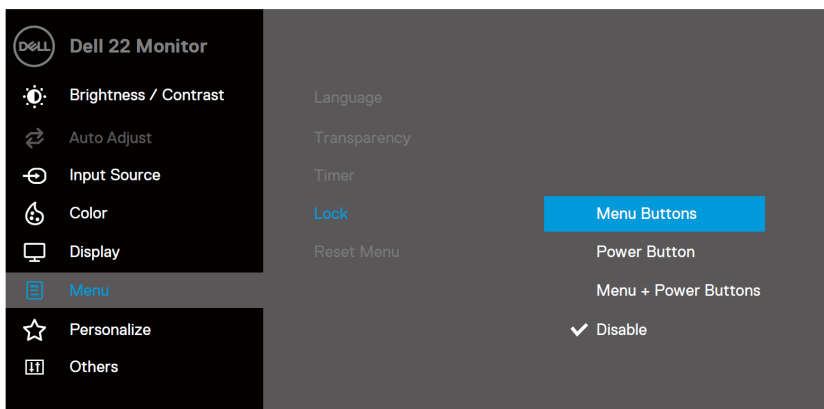 DELL Dell 22 Monitor
Brightness / Contrast
Auto Adjust
Input Source
Color
Display
Menu
Personalize
Others
Language
Transparency
Timer
Lock
Reset Menu
Menu Buttons
Power Button
Menu + Power Buttons
Disable